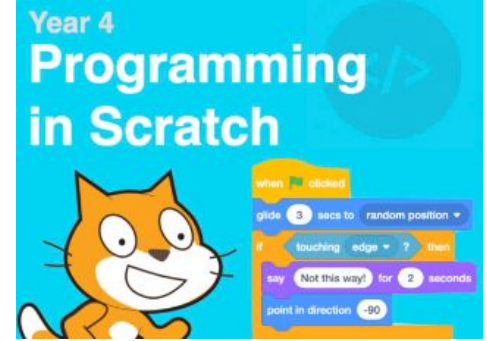 Year 4
Programming
in Scratch
</>
when clicked
glide 3 secs to random position
if touching edge ? then
say Not this way! for 2 seconds
point in direction -90